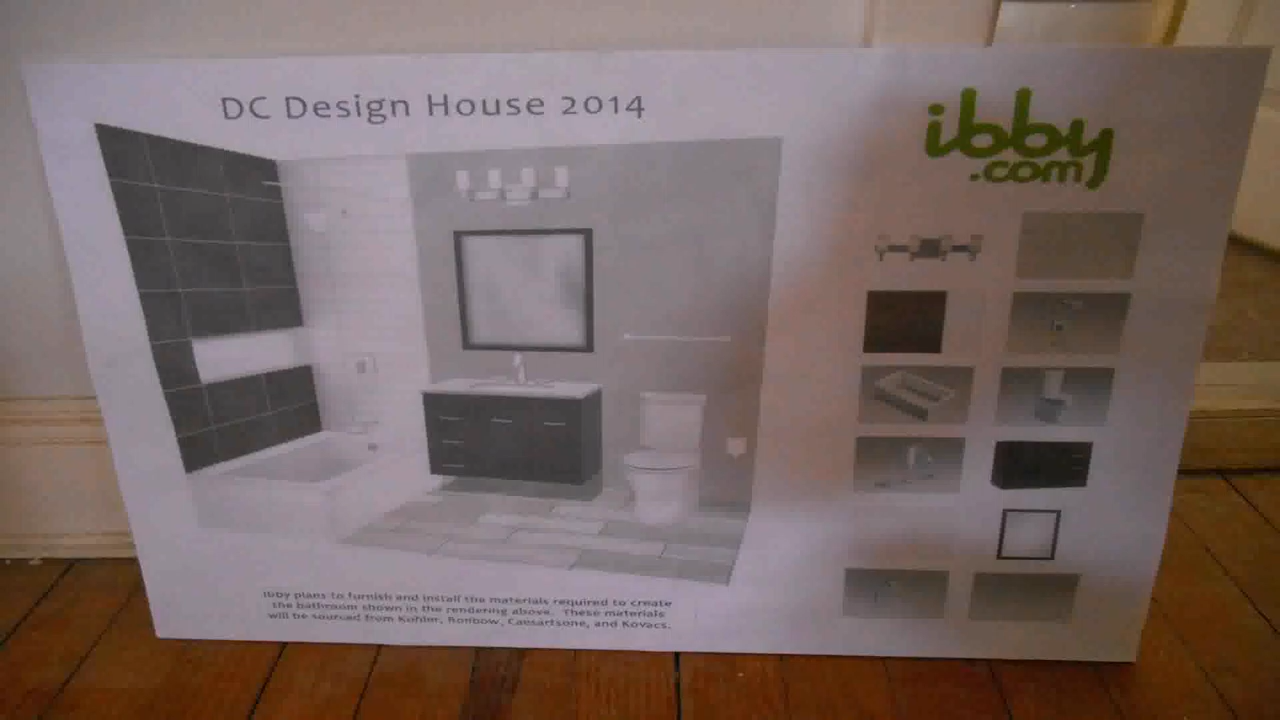 DC Design House 2014
ibby
.com
Ibby plans to furnish and install the materials required to create
the bathroom shown in the rendering above. These materials
will be sourced from Kohler, Ronbow, Caesartsone, and Kovacs.